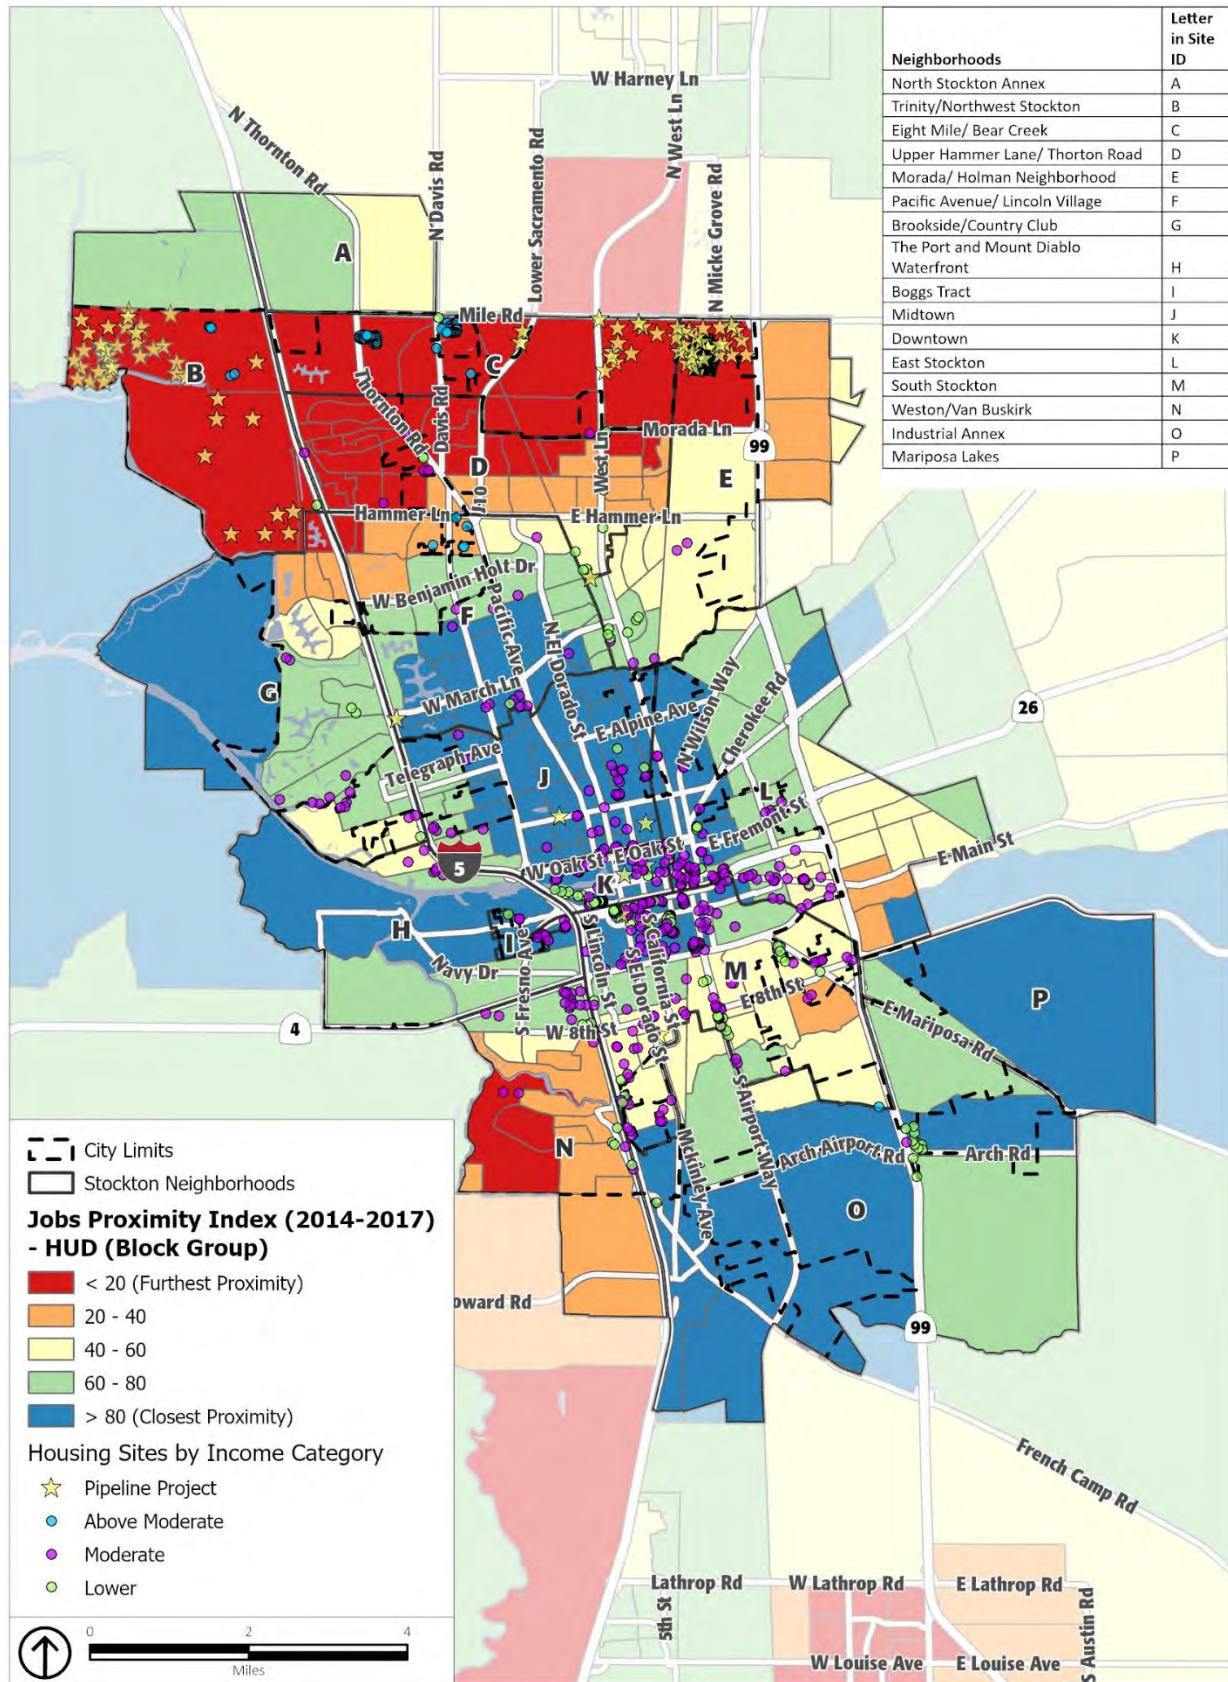 Neighborhoods
Letter
in Site
ID
North Stockton Annex A
Trinity/Northwest Stockton B
Eight Mile/ Bear Creek C
Upper Hammer Lane/ Thorton Road D
Morada/ Holman Neighborhood E
Pacific Avenue/ Lincoln Village F
Brookside/Country Club G
The Port and Mount Diablo
Waterfront H
Boggs Tract I
Midtown J
Downtown K
East Stockton L
South Stockton M
Weston/Van Buskirk N
Industrial Annex O
Mariposa Lakes P
W Harney Ln
N Thornton Rd
N Davis Rd
Lower Sacramento Rd
N West Ln
N Micke Grove Rd
A
Mile Rd
B
C
Thornton Rd
Davis Rd
Morada Ln
West Ln
99
D
E
J10
Hammer Ln
E Hammer Ln
W Benjamin Holt Dr
F
Pacific Ave
N El Dorado St
G
W March Ln
E Alpine Ave
N Wilson Way
Cherokee Rd
26
Telegraph Ave
J
L
E Fremont St
5
W Oak St
E Oak St
E Main St
K
H
I
S Fresno Ave
S Lincoln St
S California St
S El Dorado St
Navy Dr
M
E 8th St
P
4
W 8th St
E Mariposa Rd
S Airport Way
N
Mckinley Ave
Arch Airport Rd
Arch Rd
O
oward Rd
99
French Camp Rd
Lathrop Rd
W Lathrop Rd
E Lathrop Rd
5th St
S Austin Rd
W Louise Ave
E Louise Ave
City Limits
Stockton Neighborhoods
Jobs Proximity Index (2014-2017)
- HUD (Block Group)
< 20 (Furthest Proximity)
20 - 40
40 - 60
60 - 80
> 80 (Closest Proximity)
Housing Sites by Income Category
Pipeline Project
Above Moderate
Moderate
Lower
0 2 4
Miles